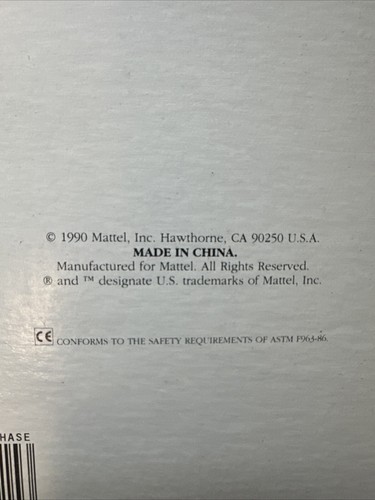 © 1990 Mattel, Inc. Hawthorne, CA 90250 U.S.A.
MADE IN CHINA.
Manufactured for Mattel. All Rights Reserved.
® and ™ designate U.S. trademarks of Mattel, Inc.
CE CONFORMS TO THE SAFETY REQUIREMENTS OF ASTM F963-86.
HASE